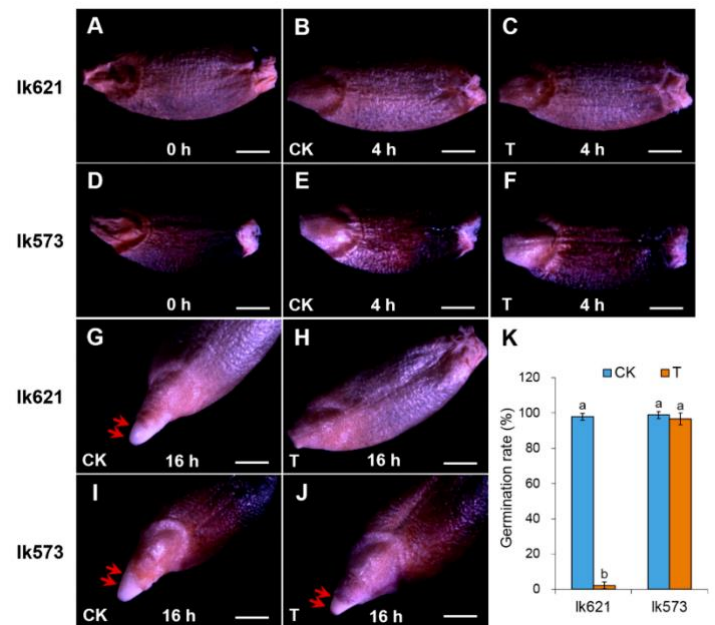 A B C
lk621
0 h CK 4 h T 4 h
D E F
lk573
0 h CK 4 h T 4 h
G H K
lk621
CK 16 h T 16 h
I J
lk573
CK 16 h T 16 h
CK T
Germination rate (%)
120
100
80
60
40
20
0
a
b
a a
lk621 lk573